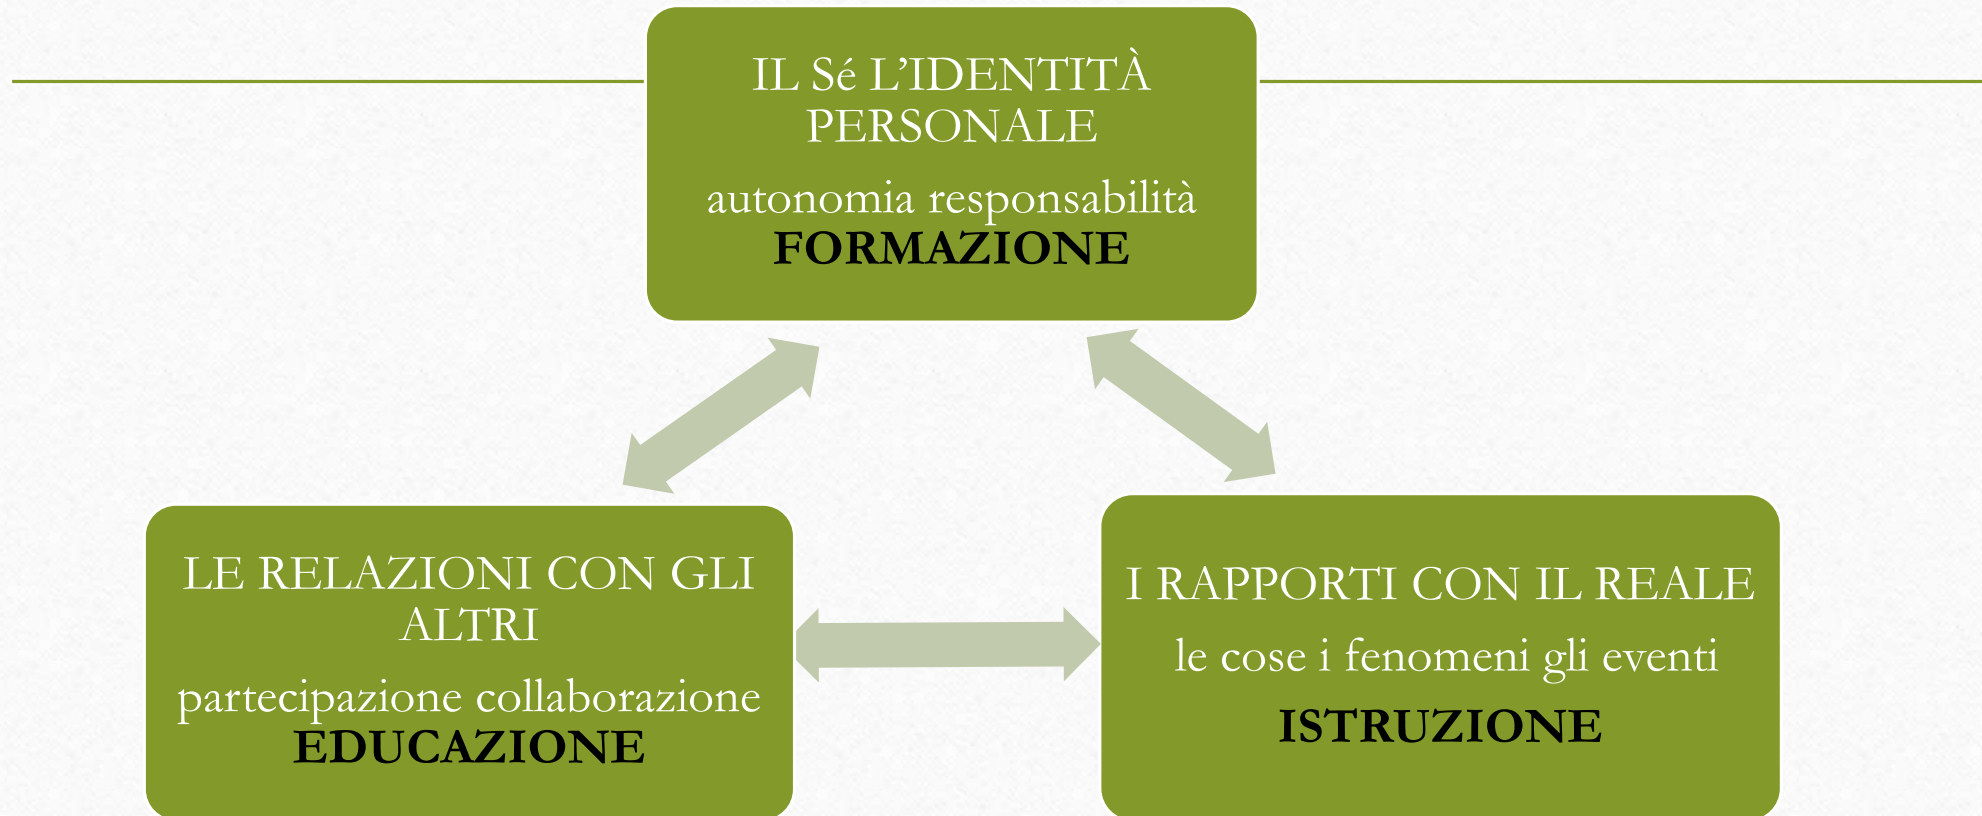 IL Sé L’IDENTITÀ
PERSONALE
autonomia responsabilità
FORMAZIONE
LE RELAZIONI CON GLI
ALTRI
partecipazione collaborazione
EDUCAZIONE
I RAPPORTI CON IL REALE
le cose i fenomeni gli eventi
ISTRUZIONE